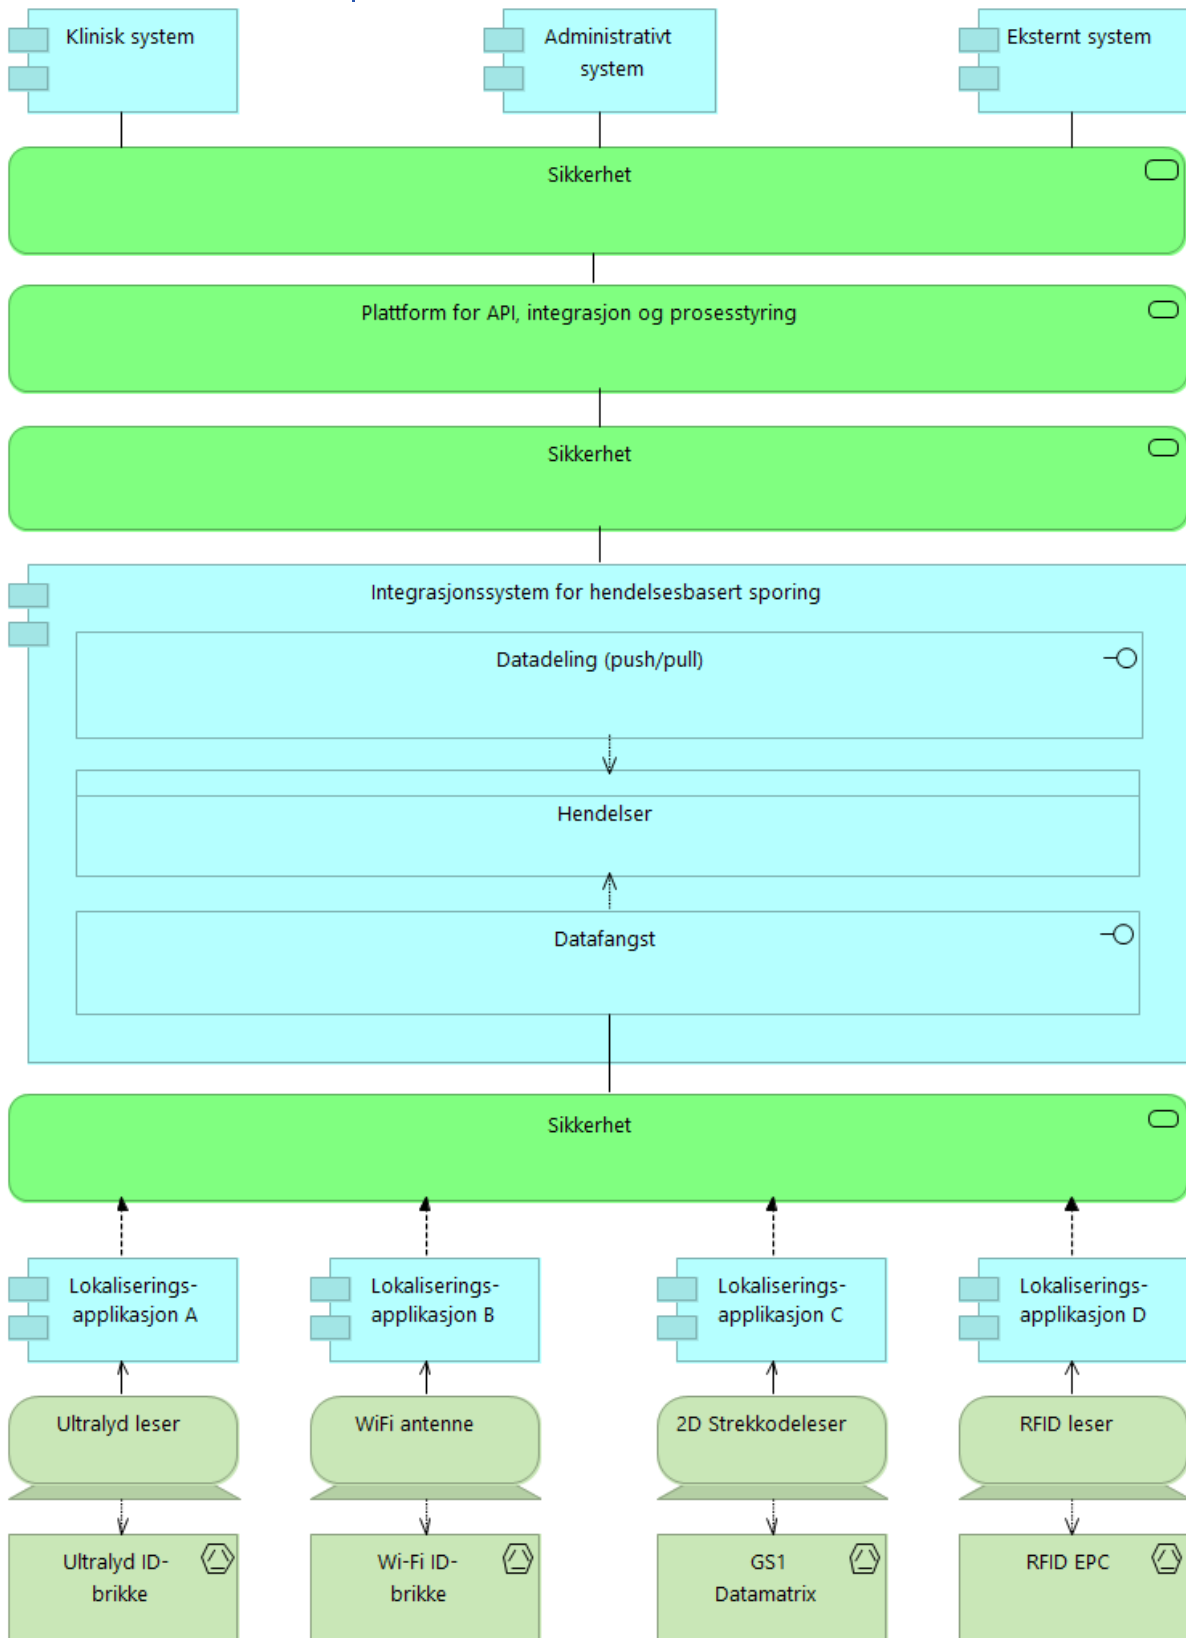 Klinisk system
Administrativt
system
Eksternt system
Sikkerhet
Plattform for API, integrasjon og prosesstyring
Sikkerhet
Integrasjonssystem for hendelsesbasert sporing
Datadeling (push/pull)
Hendelser
Datafangst
Sikkerhet
Lokaliserings-
applikasjon A
Lokaliserings-
applikasjon B
Lokaliserings-
applikasjon C
Lokaliserings-
applikasjon D
Ultralyd leser
WiFi antenne
2D Strekkodeleser
RFID leser
Ultralyd ID-
brikke
Wi-Fi ID-
brikke
GS1
Datamatrix
RFID EPC